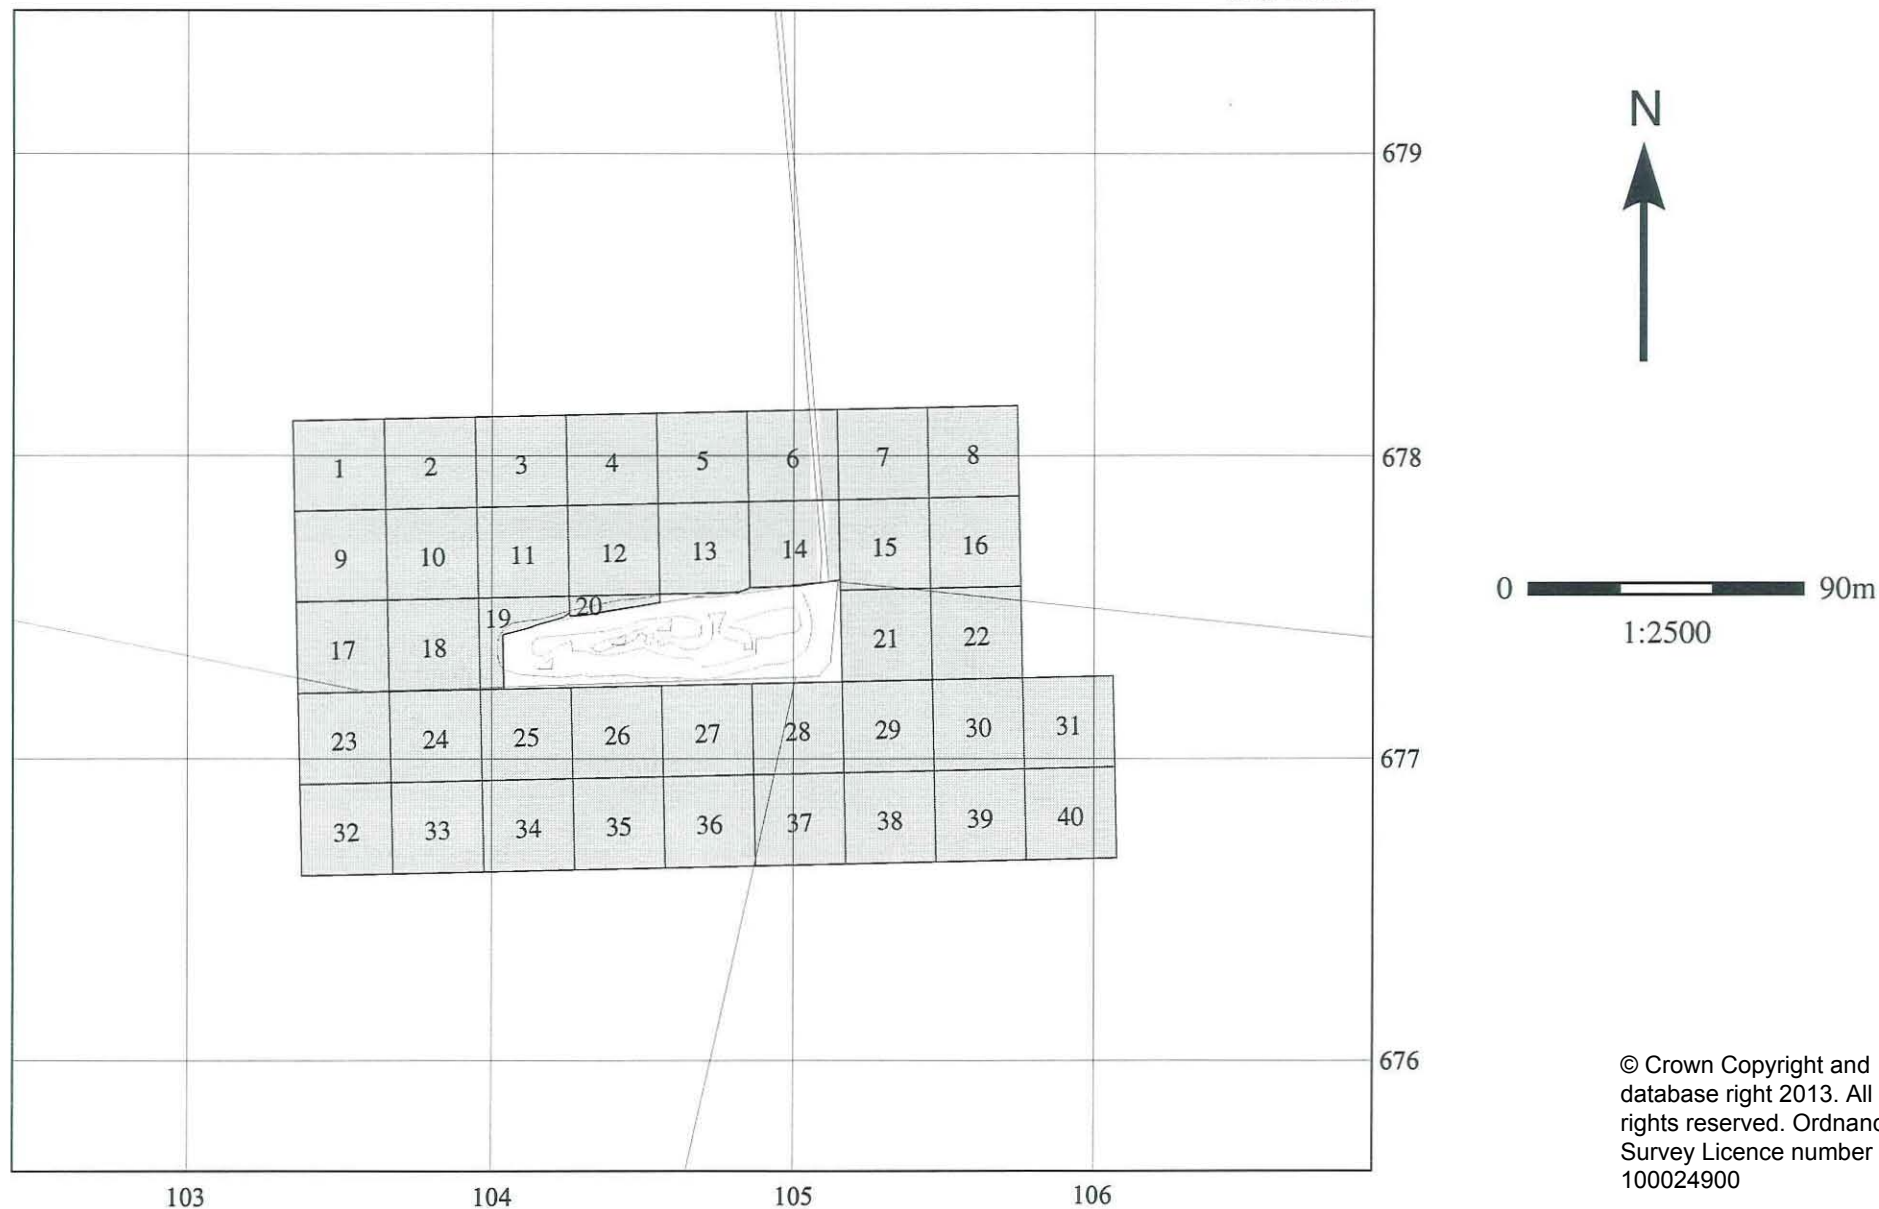 N
679
678
677
676
1 2 3 4 5 6 7 8
9 10 11 12 13 14 15 16
17 18 19 20 21 22
23 24 25 26 27 28 29 30 31
32 33 34 35 36 37 38 39 40
103 104 105 106
0 90m
1:2500
© Crown Copyright and
database right 2013. All
rights reserved. Ordnanc
Survey Licence number
100024900